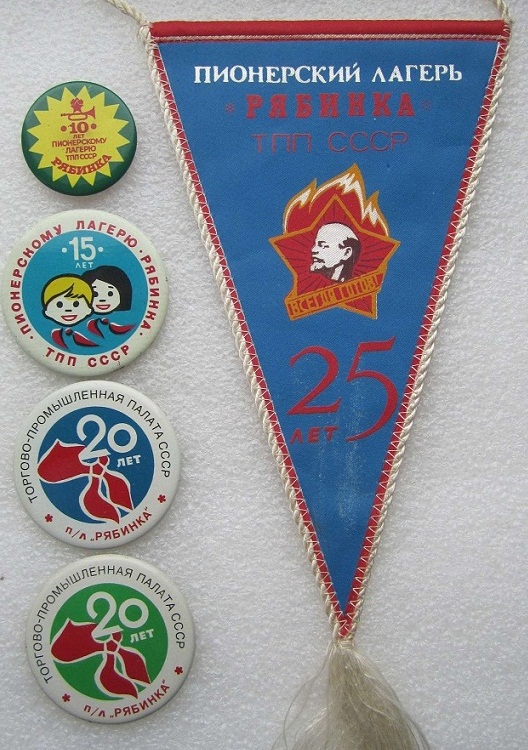 10
ЛЕТ
ПИОНЕРСКОМУ
ЛАГЕРЮ
ТПП СССР
РЯБИНКА
ПИОНЕРСКОМУ ЛАГЕРЮ · РЯБИНКА ·
· 15 ·
ЛЕТ
ТПП СССР
ТОРГОВО-ПРОМЫШЛЕННАЯ ПАЛАТА СССР
20
ЛЕТ
п/л „РЯБИНКА"
ТОРГОВО-ПРОМЫШЛЕННАЯ ПАЛАТА СССР
20
ЛЕТ
п/л „РЯБИНКА"
ПИОНЕРСКИЙ ЛАГЕРЬ
РЯБИНКА
ТПП СССР
ВСЕГДА ГОТОВ!
25
ЛЕТ